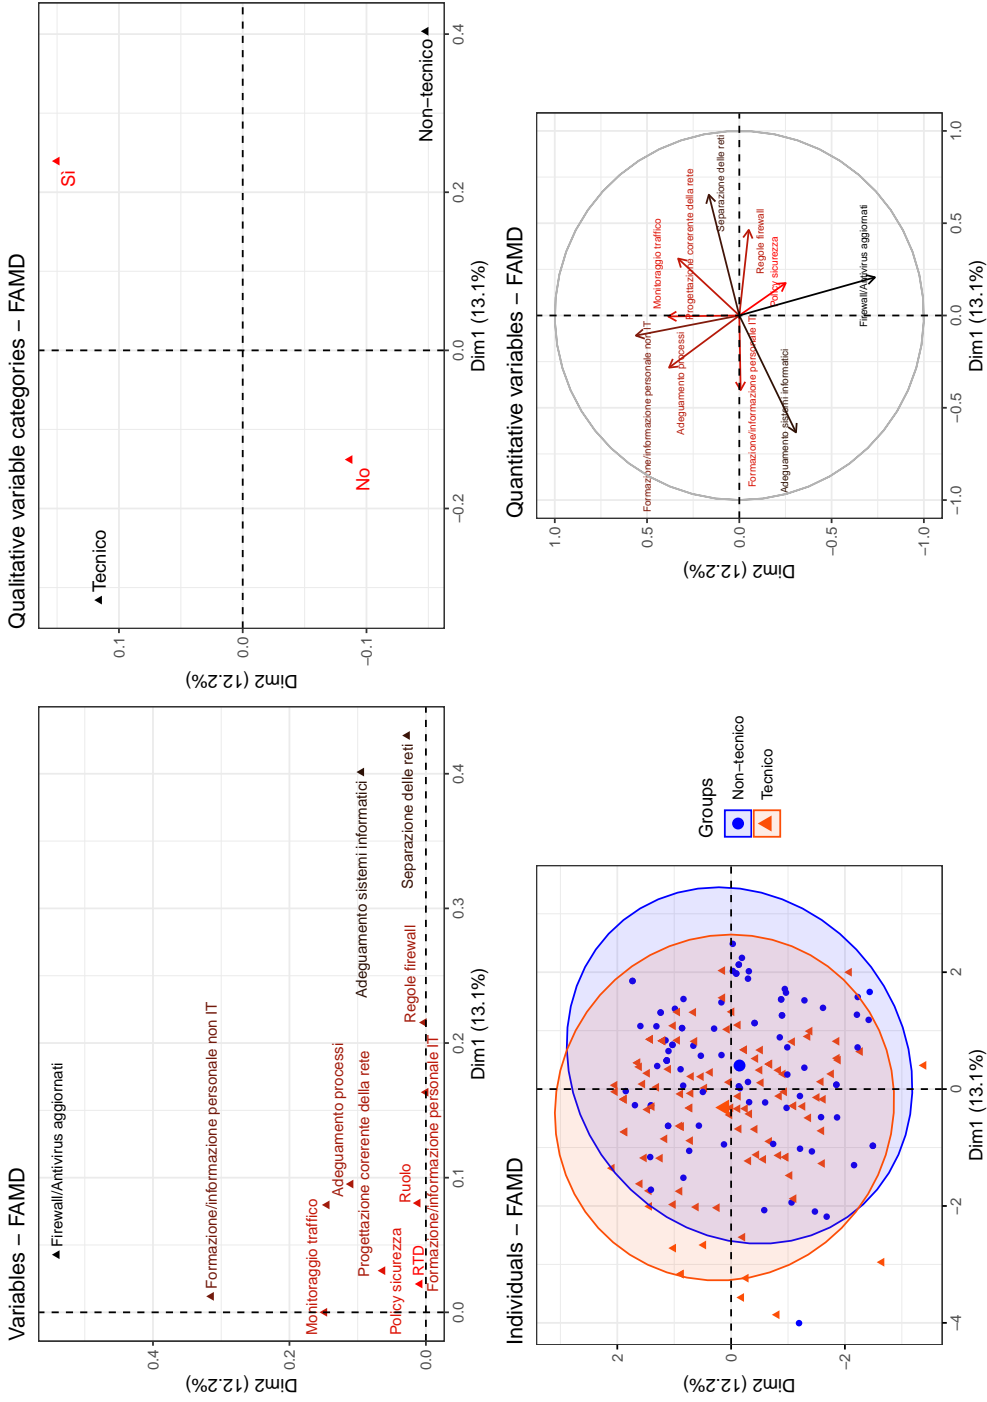 Variables − FAMD
Firewall/Antivirus aggiornati
Formazione/informazione personale non IT
Monitoraggio traffico
Adeguamento processi
Progettazione corerente della rete
Adeguamento sistemi informatici
Policy sicurezza
RTD
Ruolo
Separazione delle reti
Regole firewall
Formazione/informazione personale IT
0.4
0.2
0.0
Dim2 (12.2%)
0.0
0.1
0.2
0.3
0.4
Dim1 (13.1%)
Qualitative variable categories − FAMD
Si
Tecnico
No
Non−tecnico
0.1
0.0
−0.1
Dim2 (12.2%)
−0.2
0.0
0.2
0.4
Dim1 (13.1%)
Individuals − FAMD
2
0
−2
Dim2 (12.2%)
−4
−2
0
2
Dim1 (13.1%)
Groups
Non−tecnico
Tecnico
Quantitative variables − FAMD
Formazione/informazione personale non IT
Monitoraggio traffico
Adeguamento processi
Progettazione corerente della rete
Separazione delle reti
Formazione/informazione personale IT
Regole firewall
Policy sicurezza
Adeguamento sistemi informatici
Firewall/Antivirus aggiornati
1.0
0.5
0.0
−0.5
−1.0
Dim2 (12.2%)
−1.0
−0.5
0.0
0.5
1.0
Dim1 (13.1%)